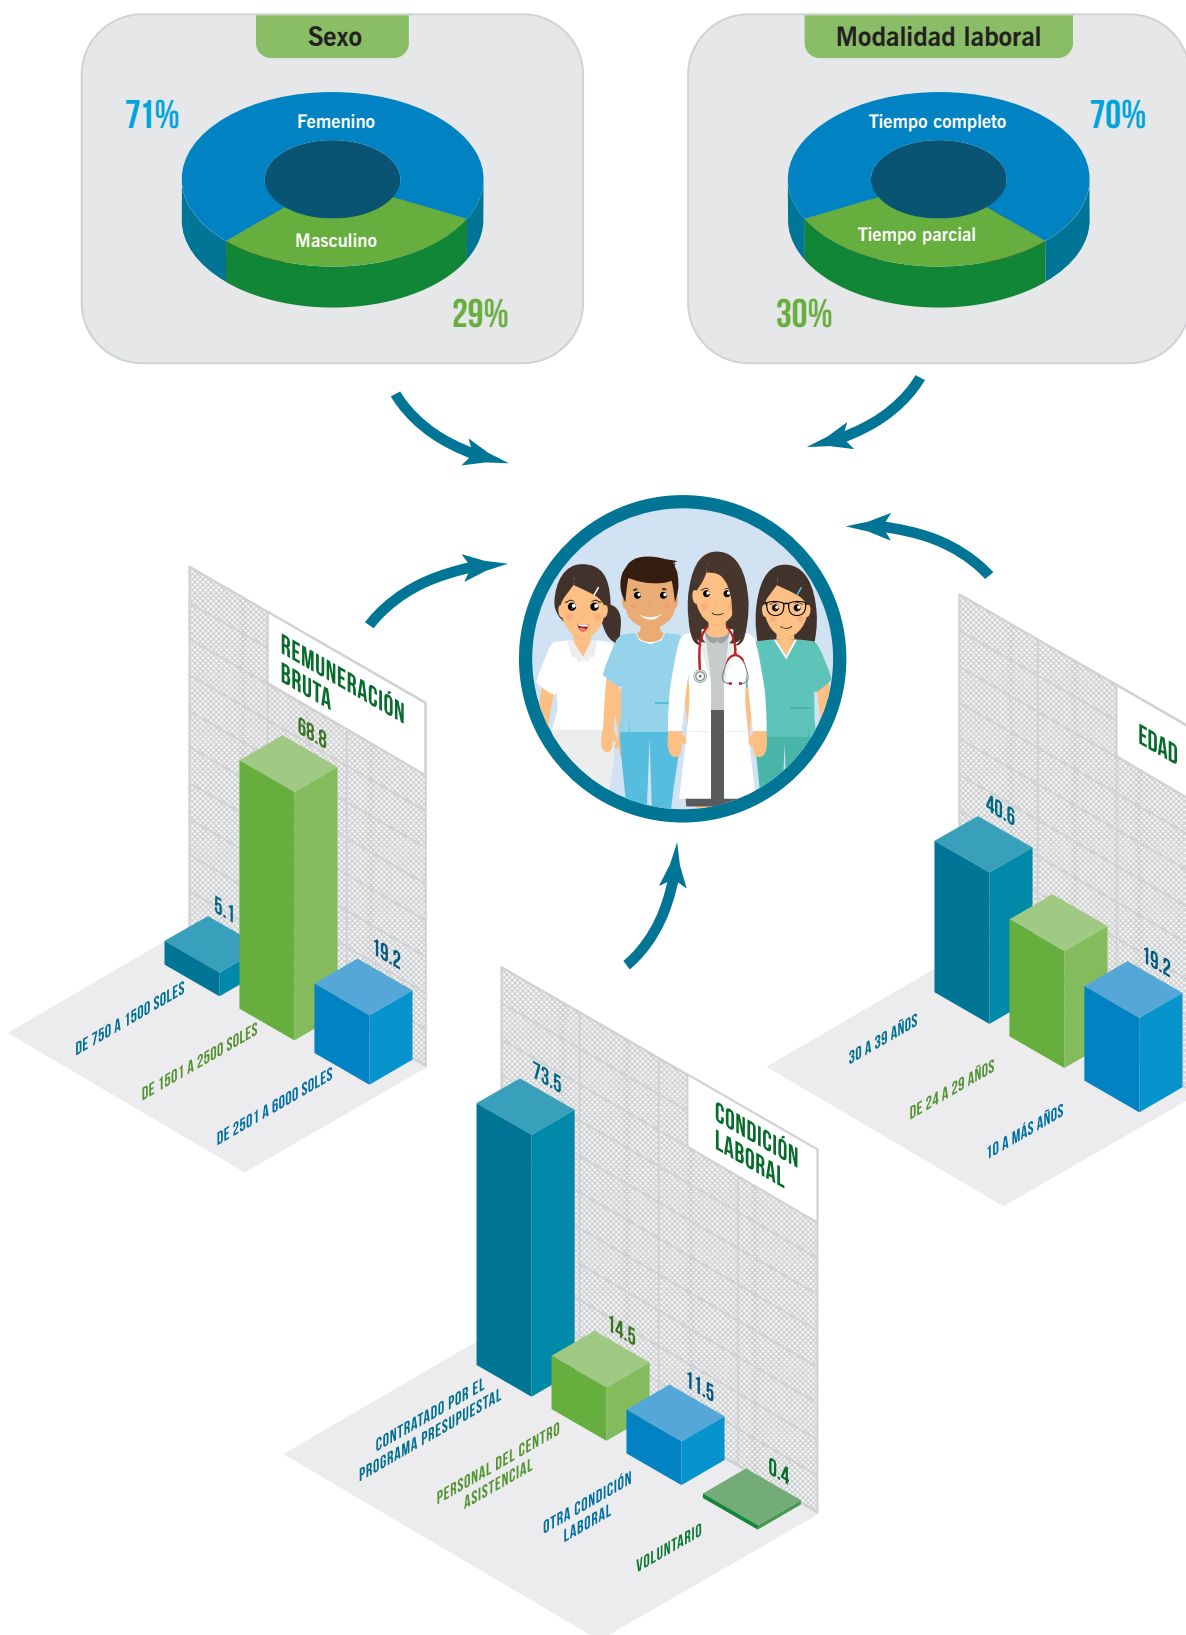 Sexo
71%
Femenino
Masculino
29%
Modalidad laboral
Tiempo completo
70%
Tiempo parcial
30%
REMUNERACIÓN
BRUTA
68.8
5.1
19.2
DE 750 A 1500 SOLES
DE 1501 A 2500 SOLES
DE 2501 A 6000 SOLES
EDAD
40.6
19.2
30 A 39 AÑOS
DE 24 A 29 AÑOS
10 A MÁS AÑOS
CONDICIÓN
LABORAL
73.5
14.5
11.5
0.4
CONTRATADO POR EL
PROGRAMA PRESUPUESTAL
PERSONAL DEL CENTRO
ASISTENCIAL
OTRA CONDICIÓN
LABORAL
VOLUNTARIO